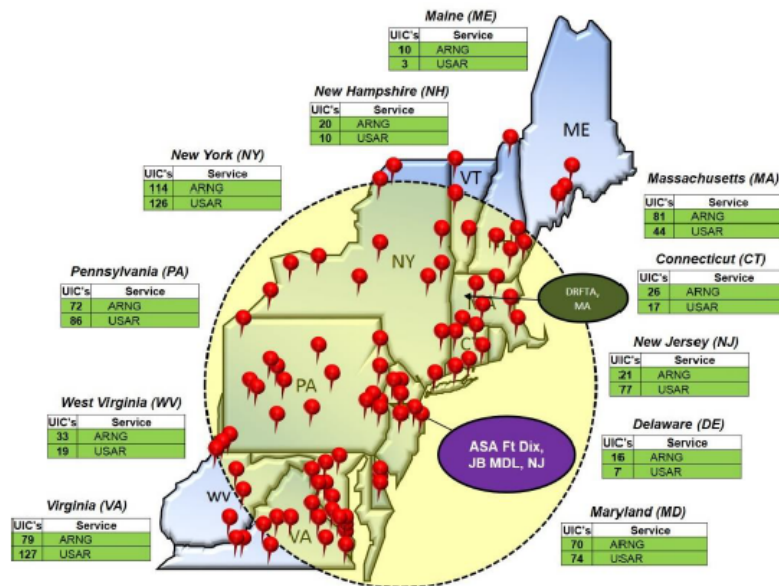 Maine (ME)
UIC's Service
10 ARNG
3 USAR
New Hampshire (NH)
UIC's Service
20 ARNG
10 USAR
New York (NY)
UIC's Service
114 ARNG
126 USAR
Massachusetts (MA)
UIC's Service
81 ARNG
44 USAR
Pennsylvania (PA)
UIC's Service
72 ARNG
86 USAR
Connecticut (CT)
UIC's Service
26 ARNG
17 USAR
New Jersey (NJ)
UIC's Service
21 ARNG
77 USAR
West Virginia (WV)
UIC's Service
33 ARNG
19 USAR
Delaware (DE)
UIC's Service
16 ARNG
7 USAR
Virginia (VA)
UIC's Service
79 ARNG
127 USAR
Maryland (MD)
UIC's Service
70 ARNG
74 USAR
ME
VT
NY
DRFTA,
MA
PA
ASA Ft Dix,
JB MDL, NJ
WV
VA